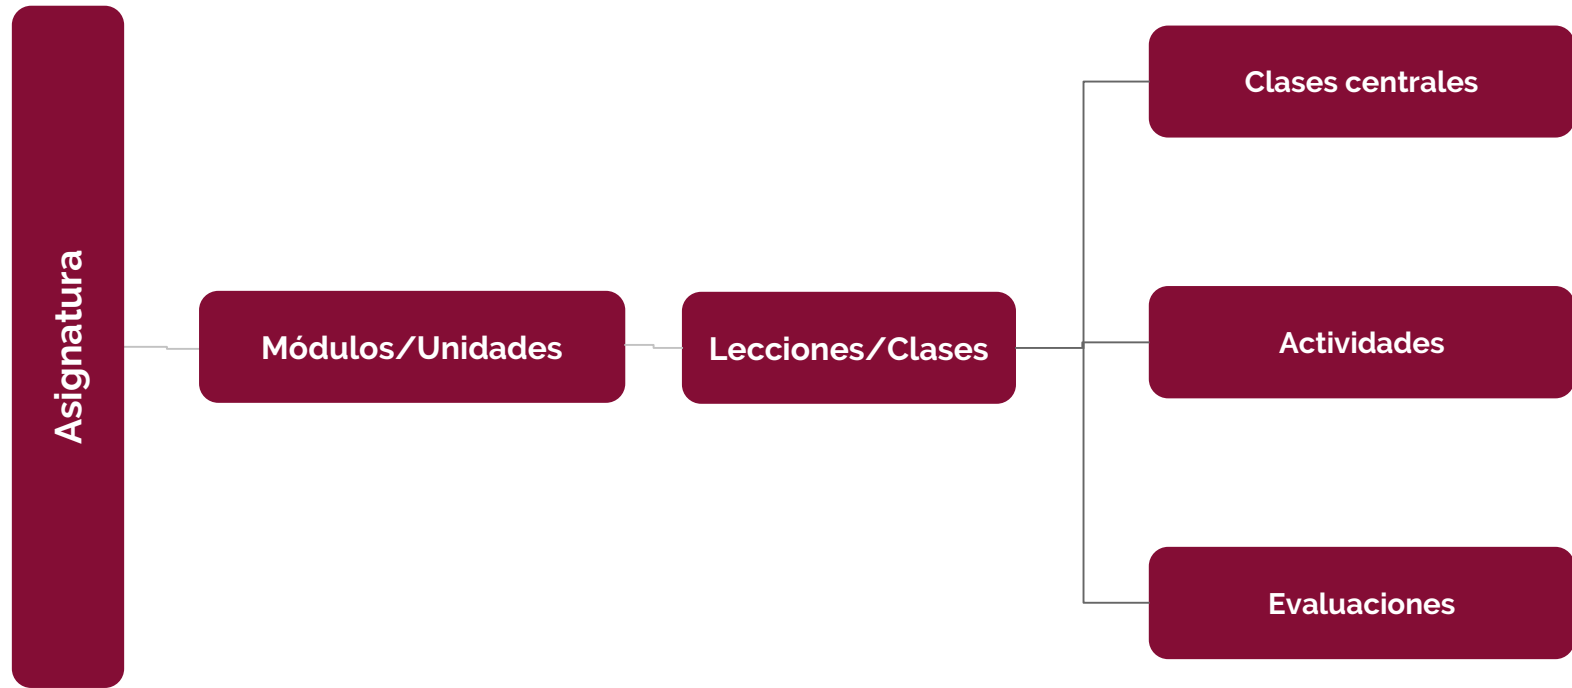 Asignatura
Módulos/Unidades
Lecciones/Clases
Clases centrales
Actividades
Evaluaciones